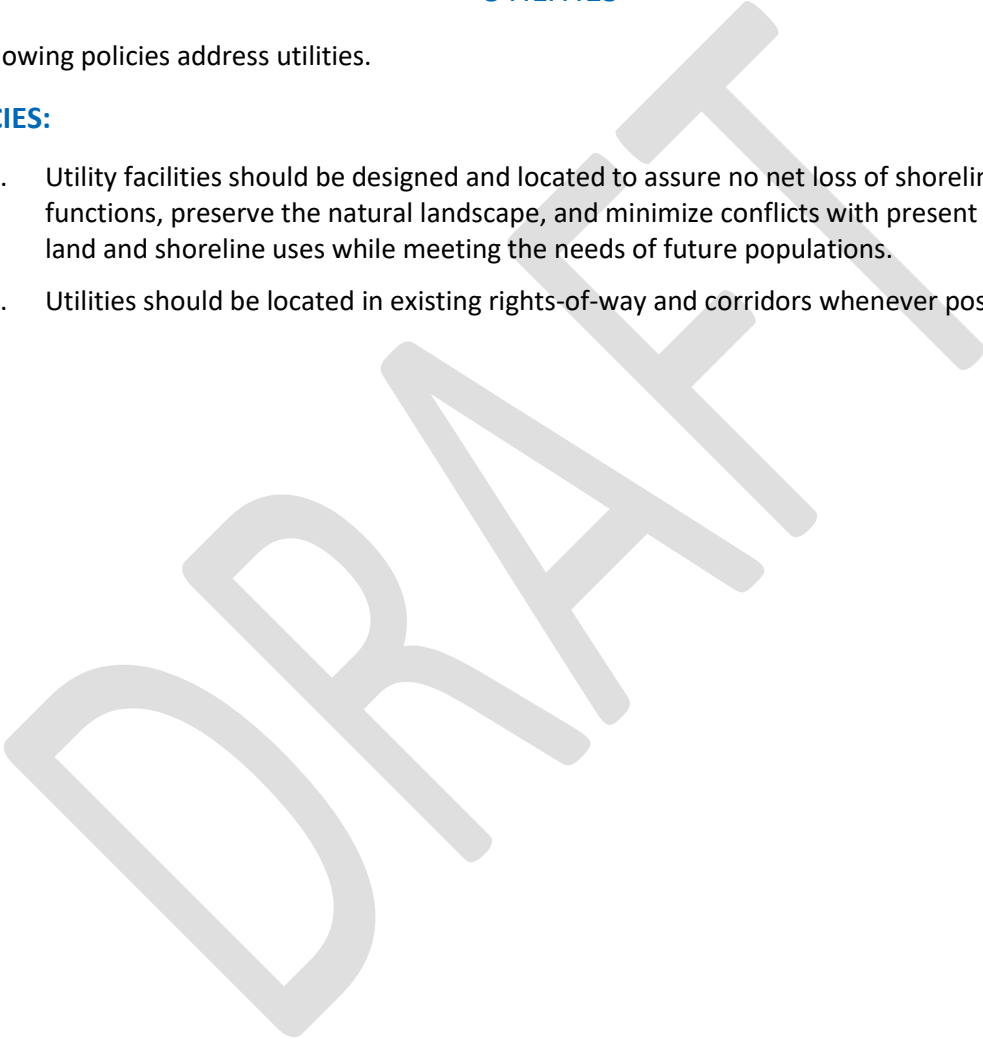 UTILITIES
owing policies address utilities.
CIES:
. Utility facilities should be designed and located to assure no net loss of shorelin
functions, preserve the natural landscape, and minimize conflicts with present
land and shoreline uses while meeting the needs of future populations.
. Utilities should be located in existing rights-of-way and corridors whenever pos
DRAFT